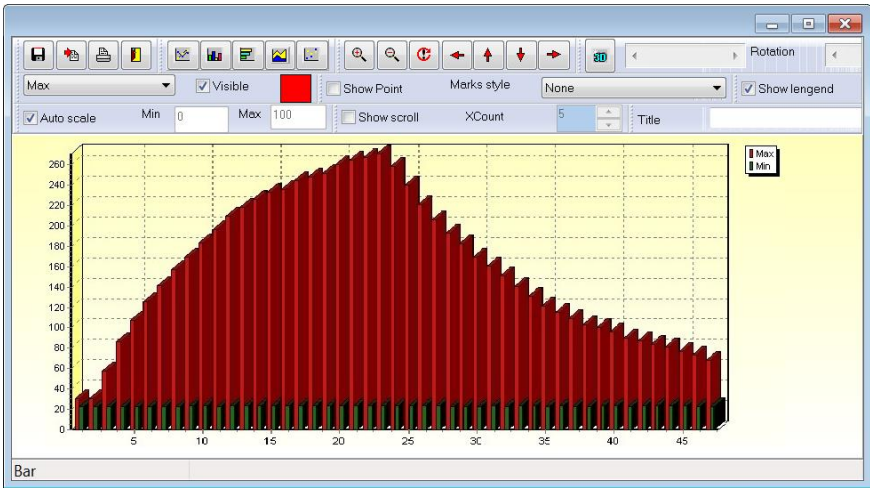 3D Rotation
Max Visible Show Point Marks style None Show lengend
Auto scale Min 0 Max 100 Show scroll XCount 5 Title
260
240
220
200
180
160
140
120
100
80
60
40
20
0
5 10 15 20 25 30 35 40 45
Max
Min
Bar